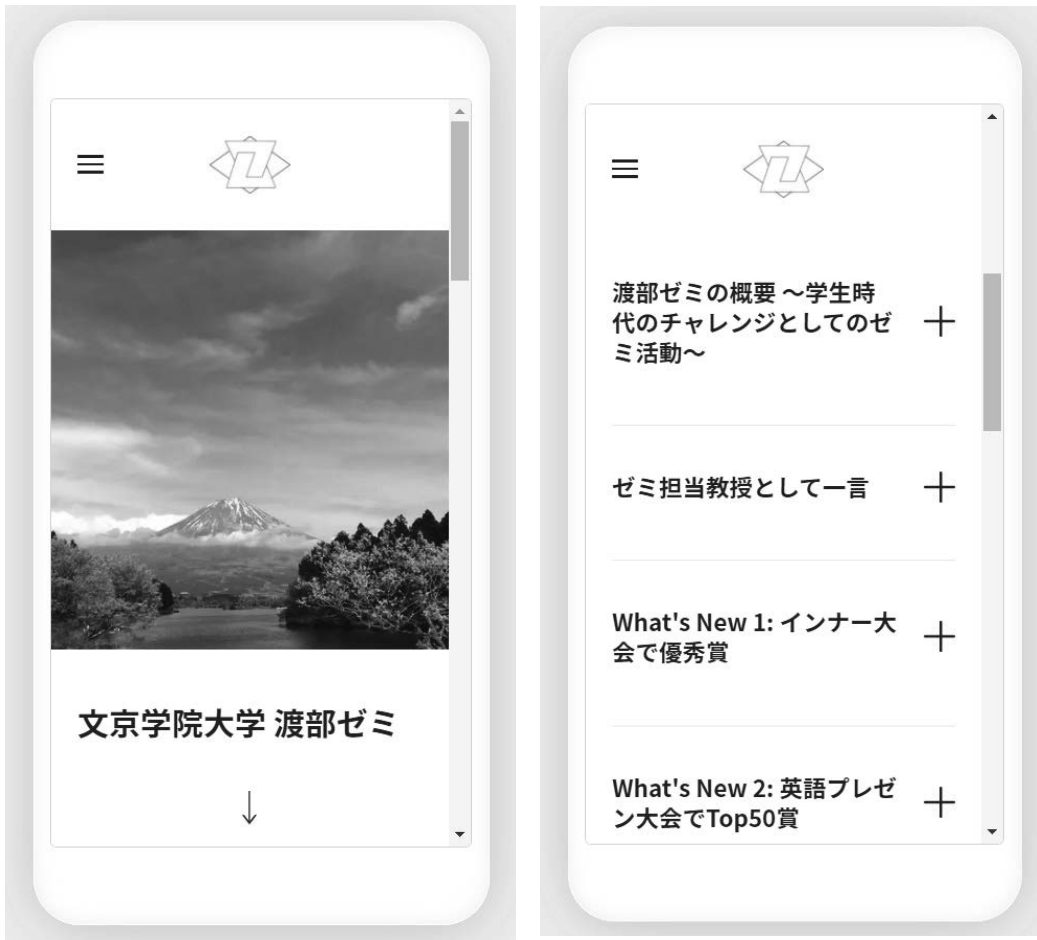 文京学院大学 渡部ゼミ
渡部ゼミの概要 ～学生時
代のチャレンジとしてのゼ
ミ活動～
ゼミ担当教授として一言
What's New 1: インナー大
会で優秀賞
What's New 2: 英語プレゼ
ン大会でTop50賞